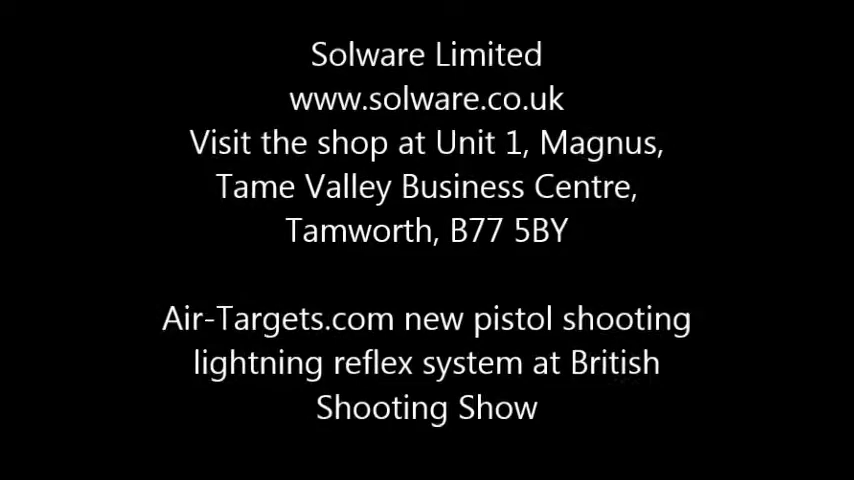 Solware Limited
www.solware.co.uk
Visit the shop at Unit 1, Magnus,
Tame Valley Business Centre,
Tamworth, B77 5BY
Air-Targets.com new pistol shooting
lightning reflex system at British
Shooting Show